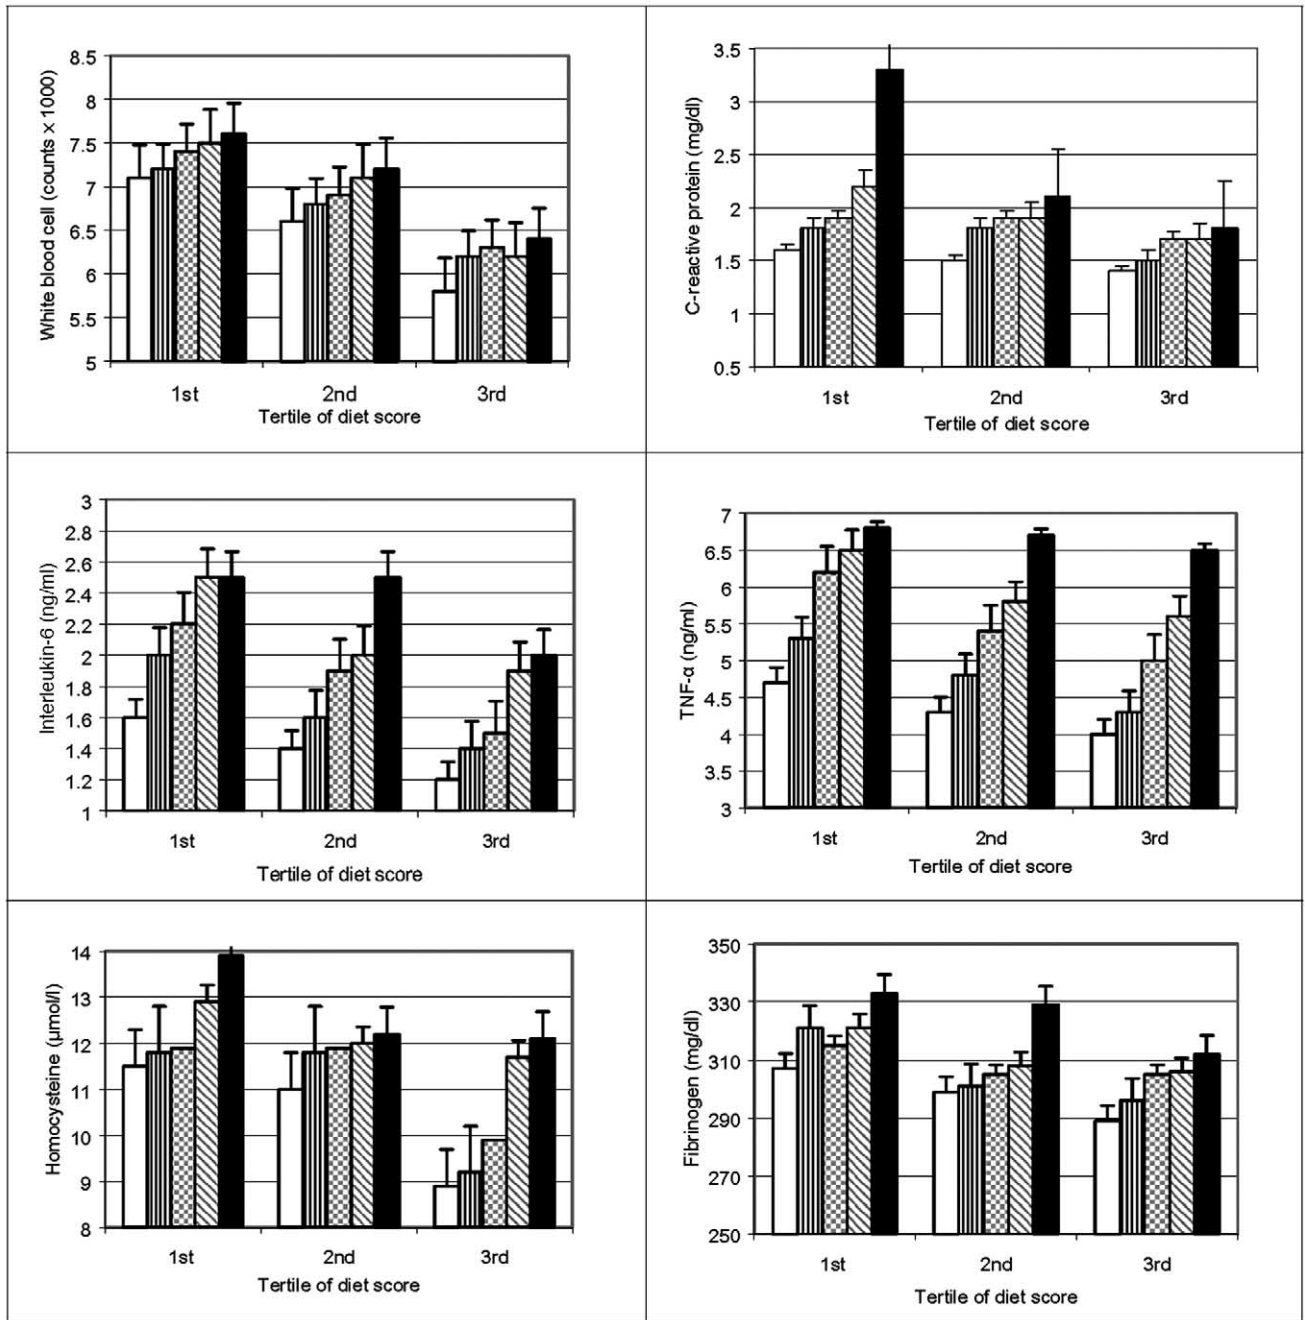 White blood cell (counts x 1000)
8.5
8
7.5
7
6.5
6
5.5
5
1st 2nd 3rd
Tertile of diet score
C-reactive protein (mg/dl)
3.5
3
2.5
2
1.5
1
0.5
1st 2nd 3rd
Tertile of diet score
Interleukin-6 (ng/ml)
3
2.8
2.6
2.4
2.2
2
1.8
1.6
1.4
1.2
1
1st 2nd 3rd
Tertile of diet score
TNF-α (ng/ml)
7
6.5
6
5.5
5
4.5
4
3.5
3
1st 2nd 3rd
Tertile of diet score
Homocysteine (μmol/l)
14
13
12
11
10
9
8
1st 2nd 3rd
Tertile of diet score
Fibrinogen (mg/dl)
350
330
310
290
270
250
1st 2nd 3rd
Tertile of diet score